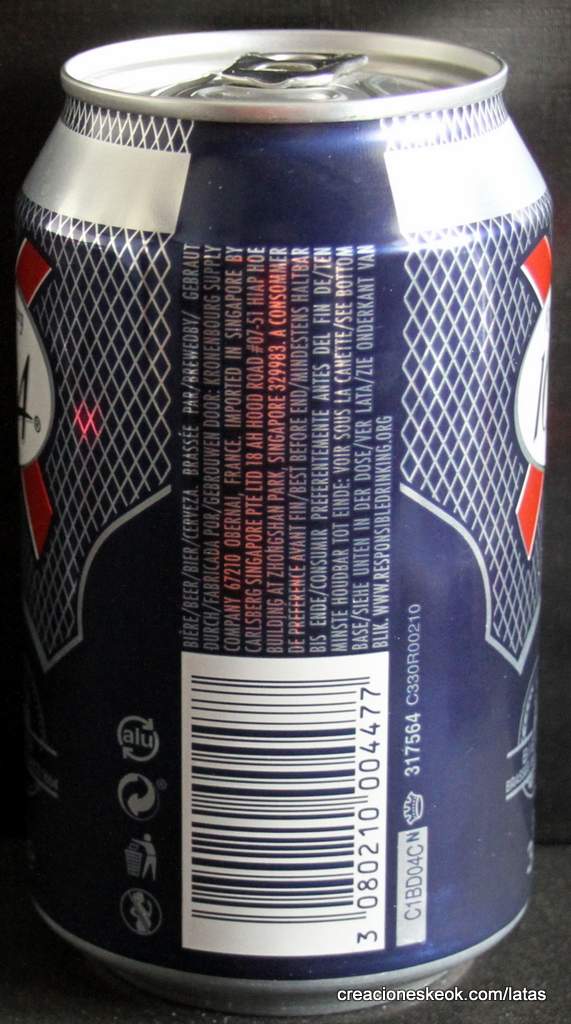 BIÈRE/BEER/BIER/CERVEZA. BRASSÉE PAR/BREWEDBY/ GEBRAUT
DURCH/FABRICADA POR/GEBROUWEN DOOR: KRONENBOURG SUPPLY
COMPANY 67210 OBERNAI, FRANCE. IMPORTED IN SINGAPORE BY
CARLSBERG SINGAPORE PTE LTD 18 AH HOOD ROAD #07-51 HIAP HOE
BUILDING AT ZHONGSHAN PARK, SINGAPORE 329983. A CONSOMMER
DE PREFERENCE AVANT FIN/BEST BEFORE END/MINDESTENS HALTBAR
BIS ENDE/CONSUMIR PREFERENTEMENTE ANTES DEL FIN DE/TEN
MINSTE HOUDBAR TOT EINDE: VOIR SOUS LA CANETTE/SEE BOTTOM
BASE/SIEHE UNTEN IN DER DOSE/VER LATA/ZIE ONDERKANT VAN
BLIK. WWW.RESPONSIBLEDRINKING.ORG
3 080210 004477
C1BD04CN 317564 C330R00210
alu
creacioneskeok.com/latas